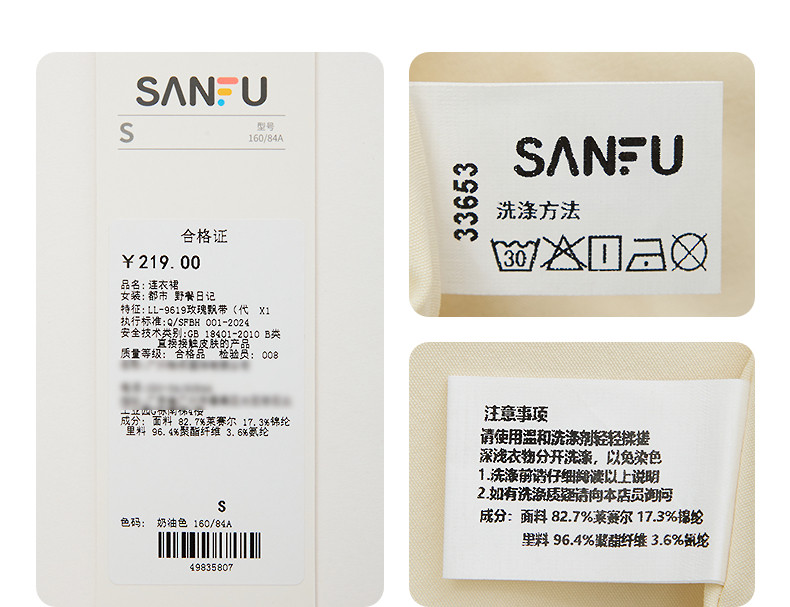 SANFU
S
型号
160/84A
合格证
￥219.00
品名:连衣裙
女装:都市 野餐日记
特征:LL-9619玫瑰飘带（代 X1
执行标准:Q/SFBH 001-2024
安全技术类别:GB 18401-2010 B类
直接接触皮肤的产品
质量等级: 合格品 检验员: 008
成分: 面料 82.7%莱赛尔 17.3%锦纶
里料 96.4%聚酯纤维 3.6%氨纶
S
色码: 奶油色 160/84A
49835807
SANFU
33653
洗涤方法
30
注意事项
请使用温和洗涤剂轻轻揉搓
深浅衣物分开洗涤，以免染色
1.洗涤前请仔细阅读以上说明
2.如有洗涤质疑请向本店员询问
成分: 面料 82.7%莱赛尔 17.3%锦纶
里料 96.4%聚酯纤维 3.6%氨纶